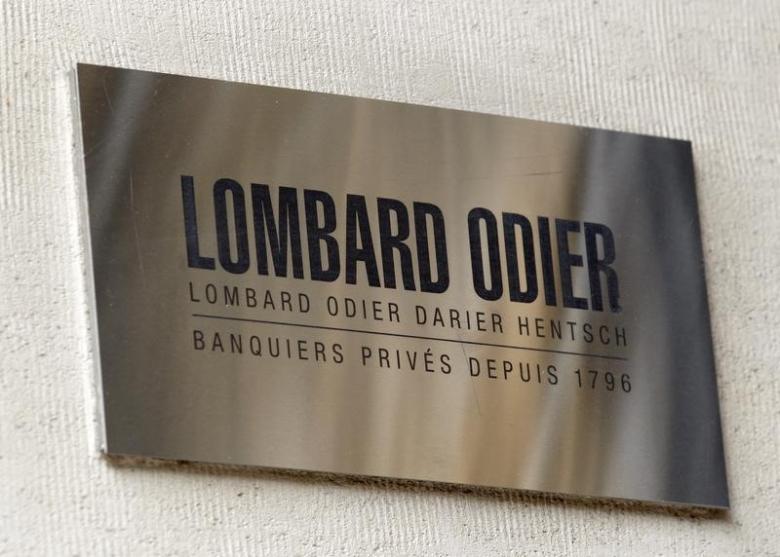 LOMBARD ODIER
LOMBARD ODIER DARIER HENTSCH
BANQUIERS PRIVÉS DEPUIS 1796